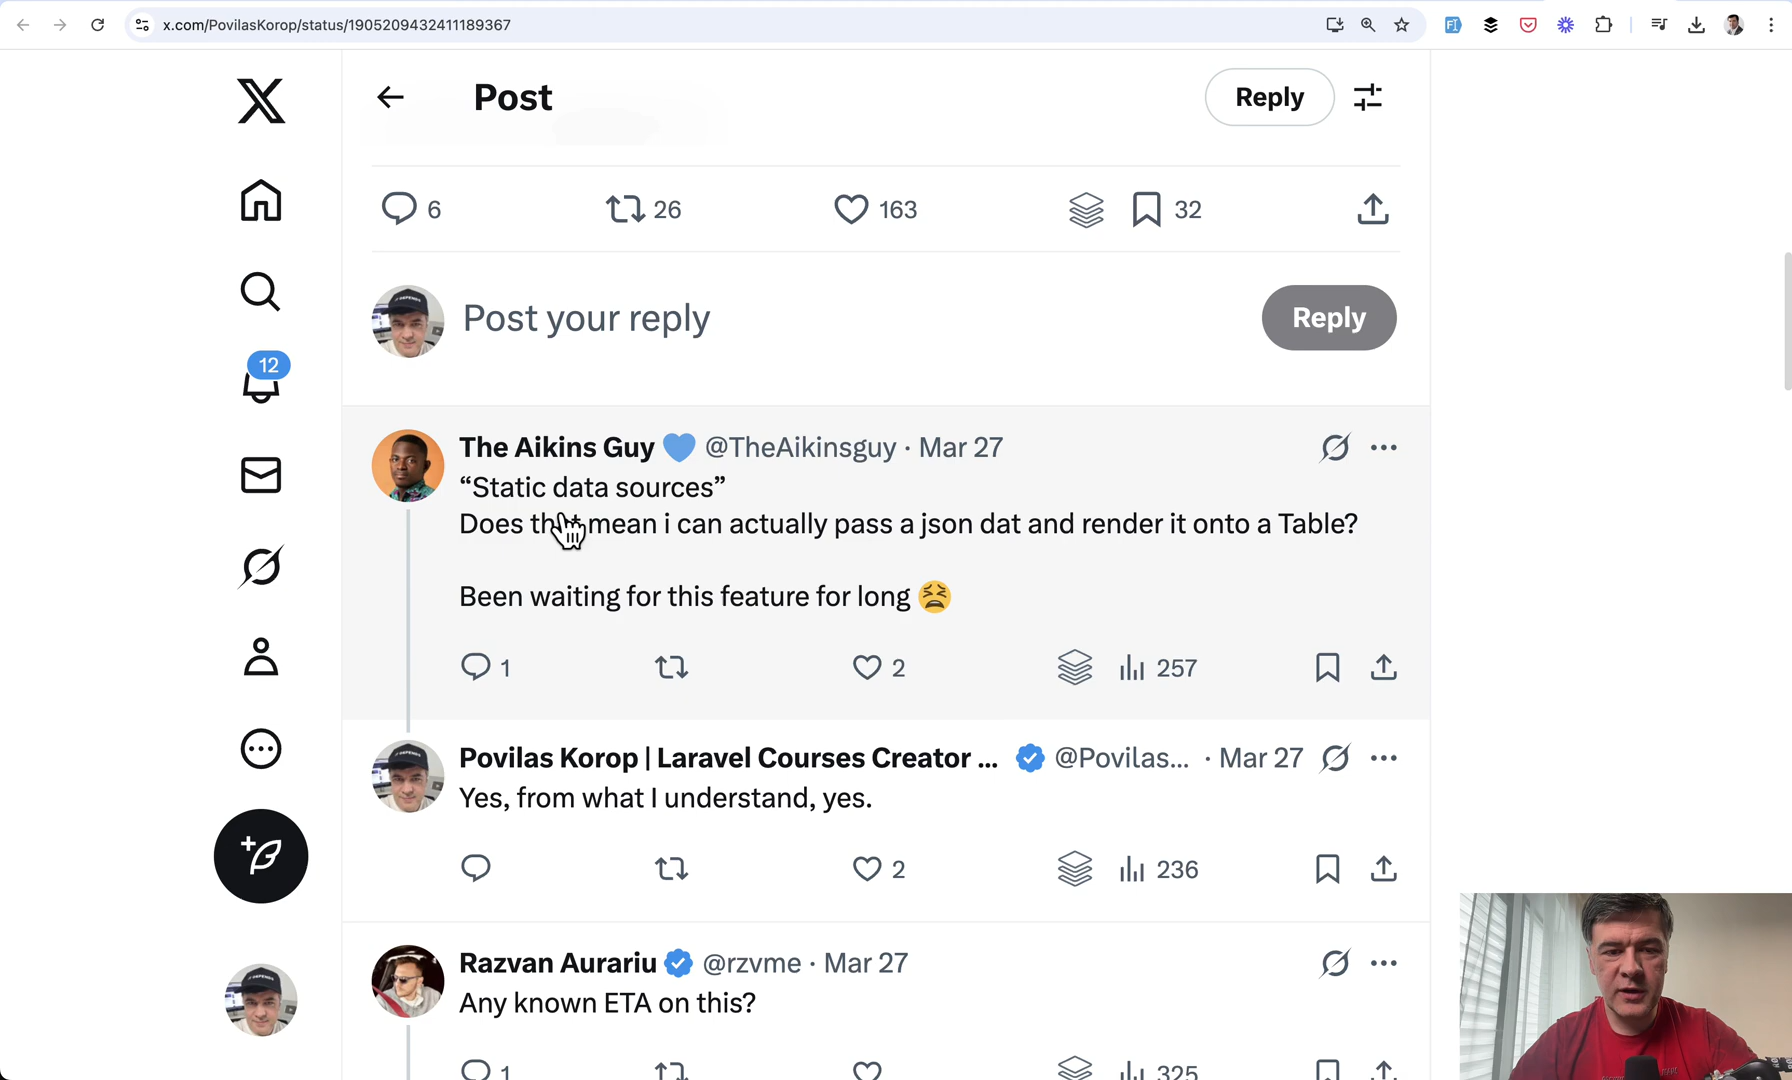 x.com/PovilasKorop/status/1905209432411189367
Post
Reply
6
26
163
32
Post your reply
Reply
12
The Aikins Guy 💙 @TheAikinsguy · Mar 27
“Static data sources”
Does that mean i can actually pass a json dat and render it onto a Table?
Been waiting for this feature for long 😫
1
2
257
Povilas Korop | Laravel Courses Creator ... @Povilas... · Mar 27
Yes, from what I understand, yes.
2
236
Razvan Aurariu @rzvme · Mar 27
Any known ETA on this?
1
325